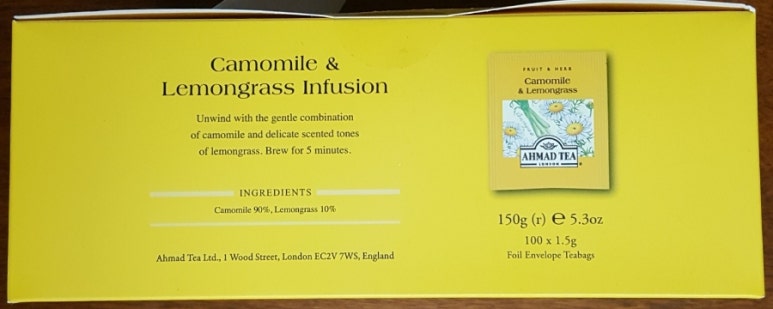 Camomile &
Lemongrass Infusion
Unwind with the gentle combination
of camomile and delicate scented tones
of lemongrass. Brew for 5 minutes.
INGREDIENTS
Camomile 90%, Lemongrass 10%
Ahmad Tea Ltd., 1 Wood Street, London EC2V 7WS, England
FRUIT & HERB
Camomile
& Lemongrass
AHMAD TEA
LONDON
150g (r) ℮ 5.3oz
100 x 1.5g
Foil Envelope Teabags